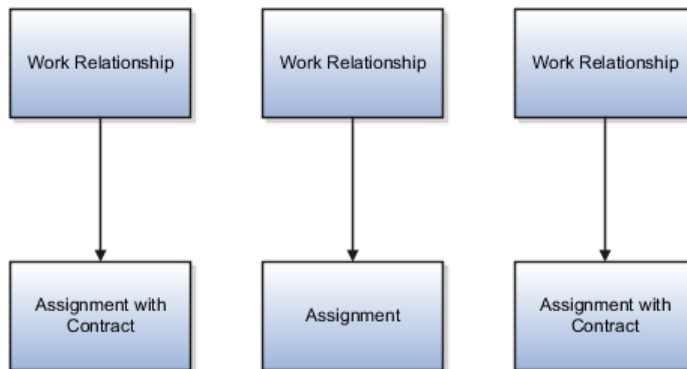 Work Relationship
Work Relationship
Work Relationship
Assignment with
Contract
Assignment
Assignment with
Contract